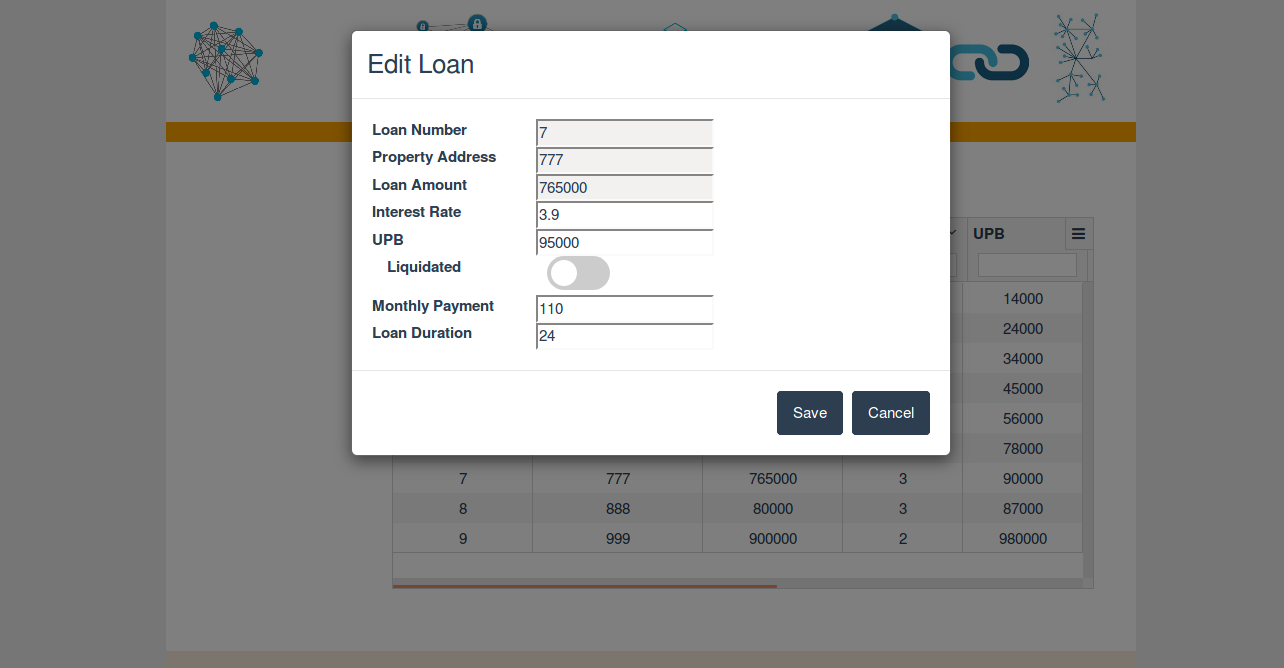 Edit Loan
Loan Number 7
Property Address 777
Loan Amount 765000
Interest Rate 3.9
UPB 95000
Liquidated
Monthly Payment 110
Loan Duration 24
Save Cancel
UPB
14000
24000
34000
45000
56000
78000
7 777 765000 3 90000
8 888 80000 3 87000
9 999 900000 2 980000